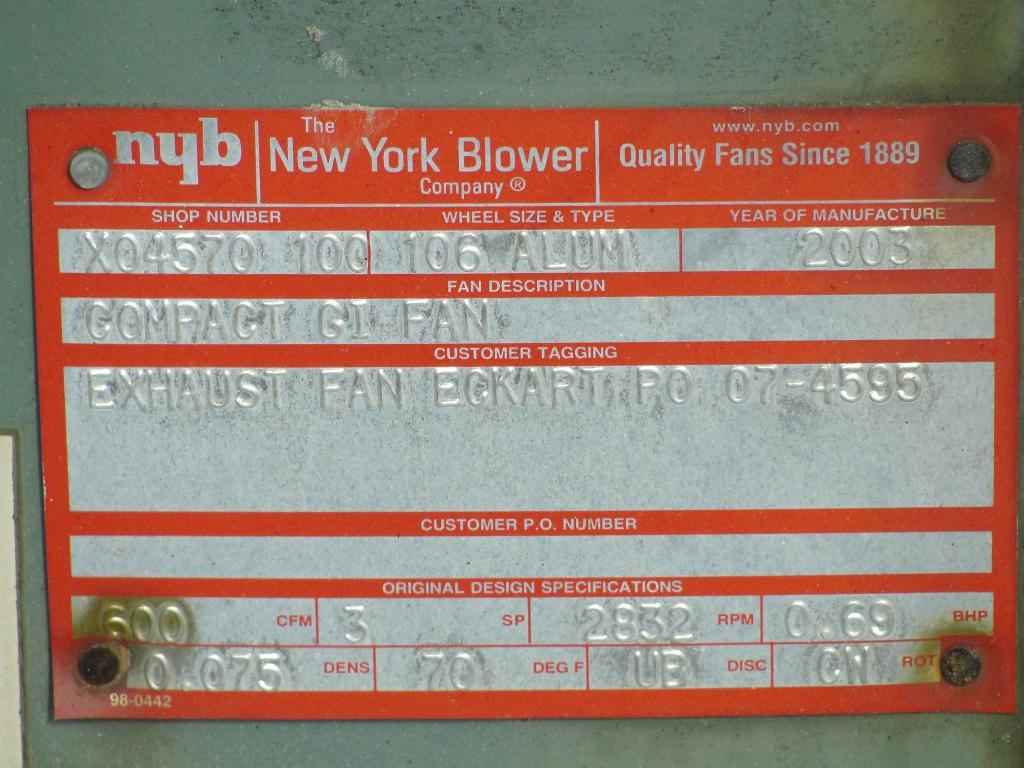 nyb
The
New York Blower
Company ®
www.nyb.com
Quality Fans Since 1889
SHOP NUMBER WHEEL SIZE & TYPE YEAR OF MANUFACTURE
X04570 100 106 ALUM 2003
FAN DESCRIPTION
COMPACT GI FAN
CUSTOMER TAGGING
EXHAUST FAN ECKART PO 07-4595
CUSTOMER P.O. NUMBER
ORIGINAL DESIGN SPECIFICATIONS
600 CFM 3 SP 2832 RPM 0.69 BHP
0.075 DENS 70 DEG F UB DISC CW ROT
98-0442